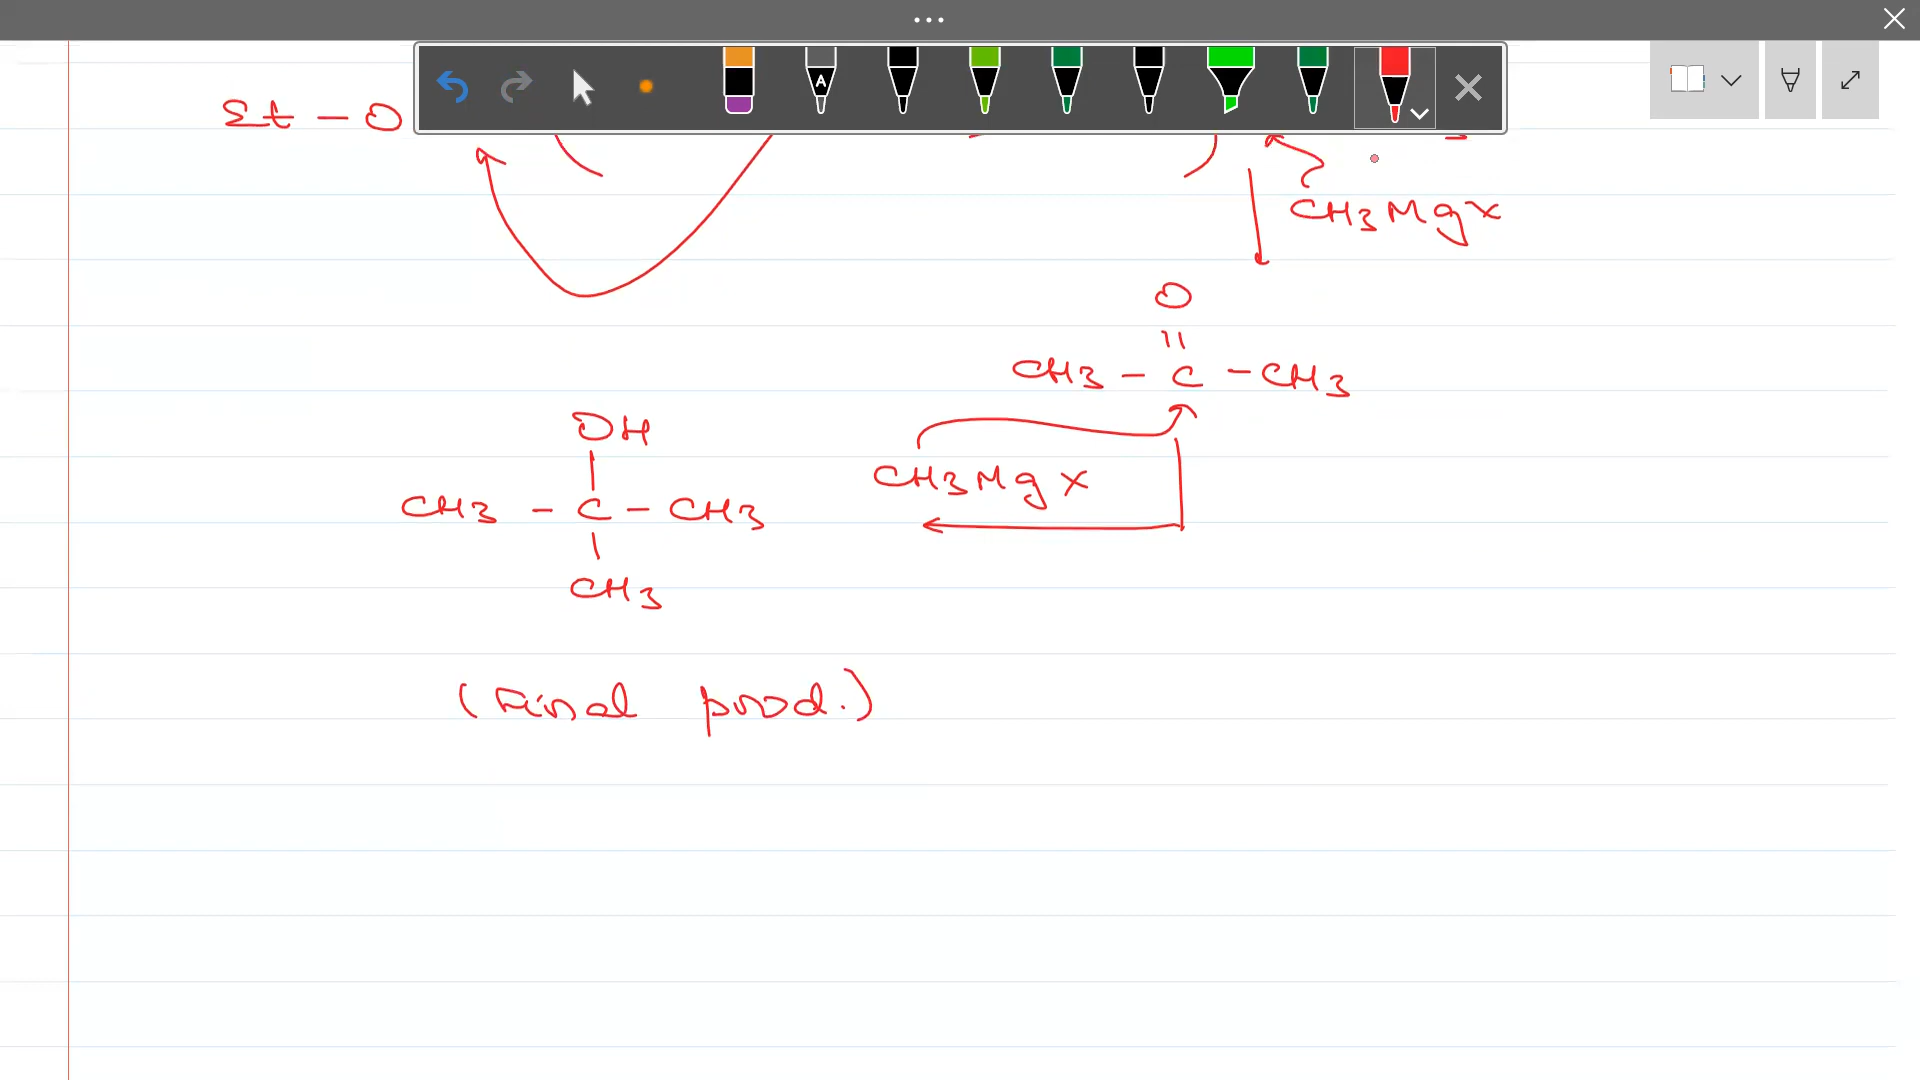 Et - O
CH3MgX
O
||
CH3 - C - CH3
OH
|
CH3MgX
CH3 - C - CH3
|
CH3
(Final prod.)